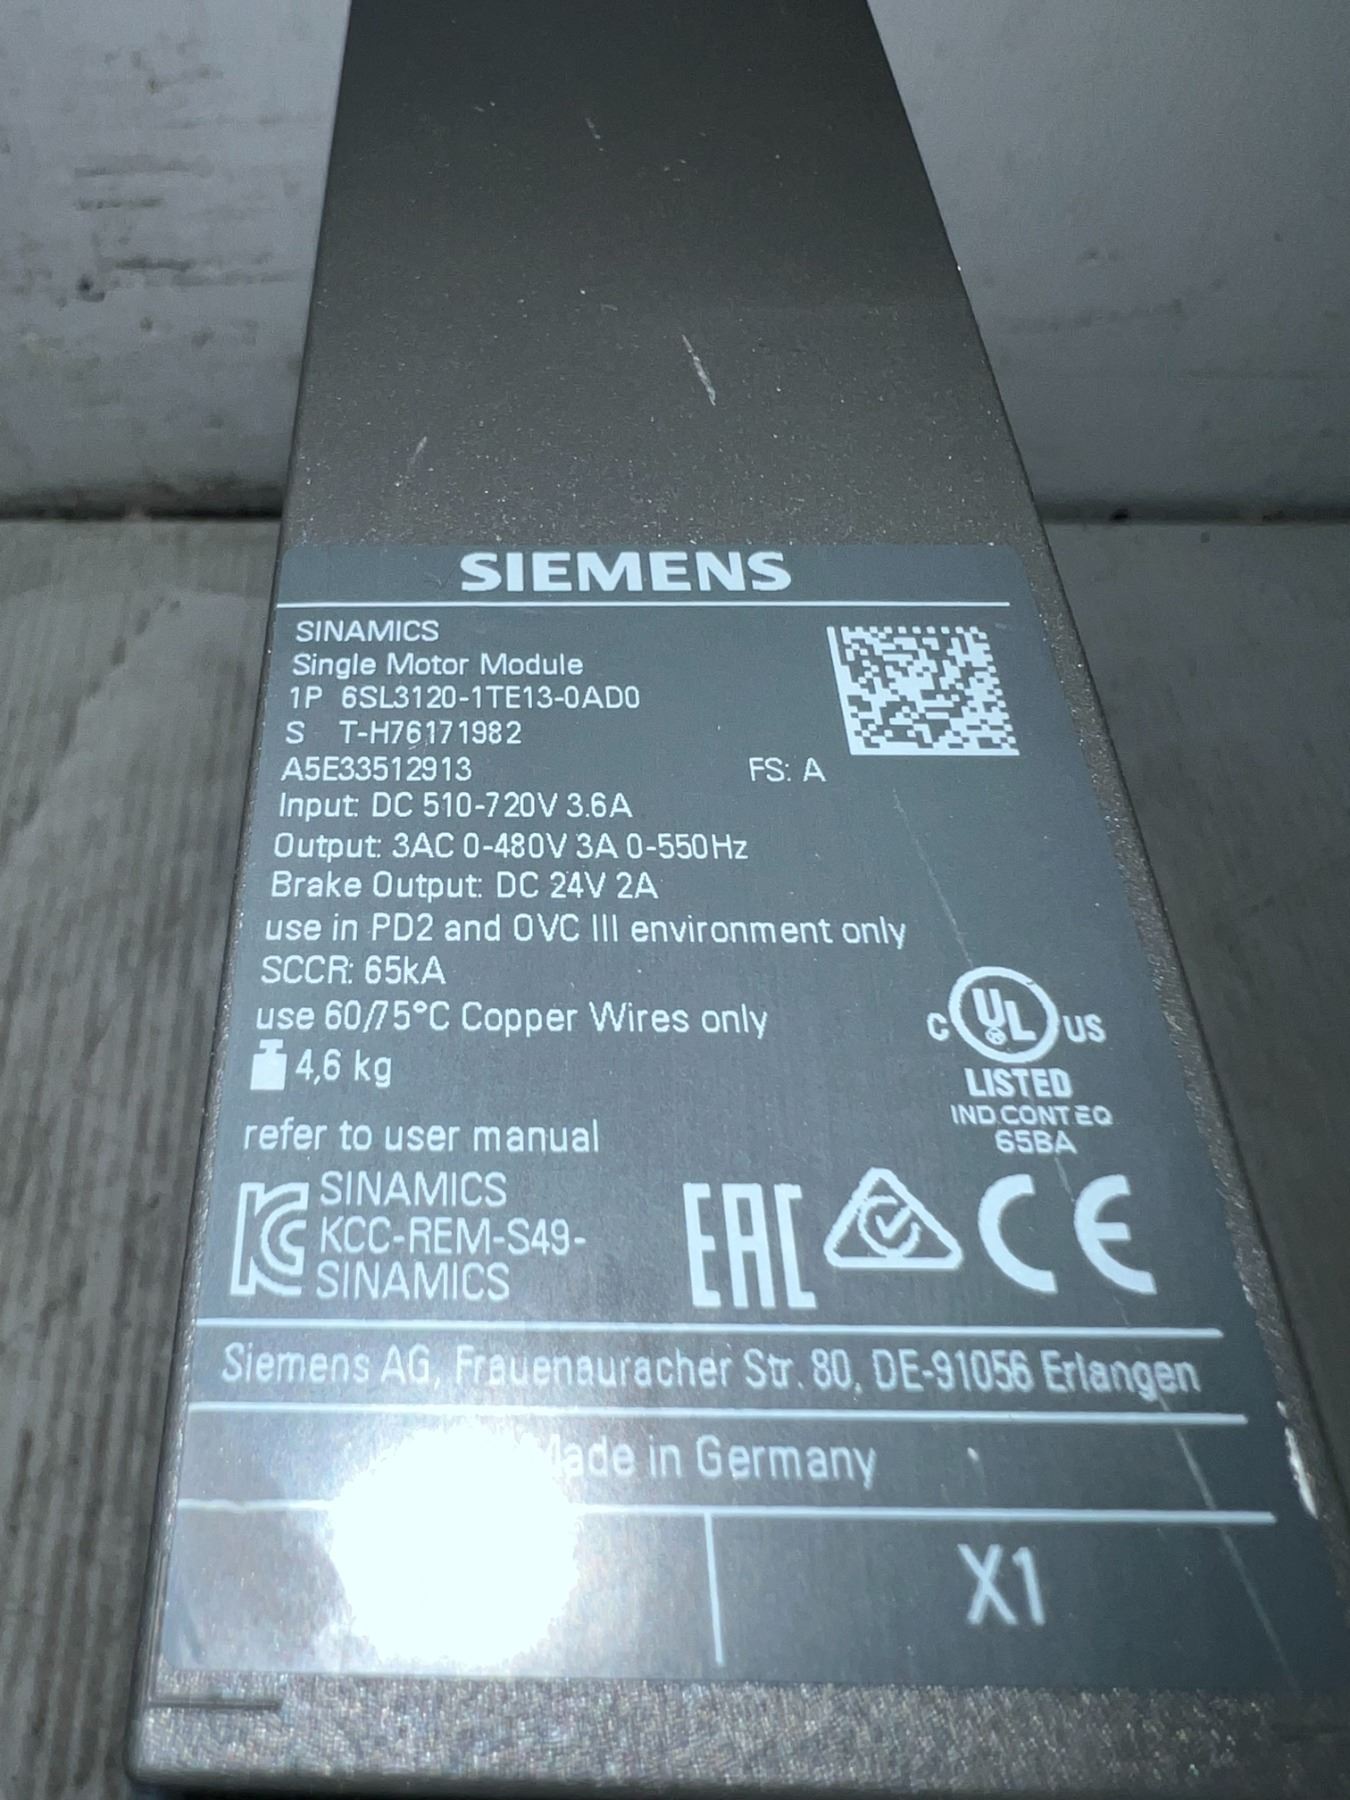 SIEMENS
SINAMICS
Single Motor Module
1P 6SL3120-1TE13-0AD0
S T-H76171982
A5E33512913 FS: A
Input: DC 510-720V 3.6A
Output: 3AC 0-480V 3A 0-550Hz
Brake Output: DC 24V 2A
use in PD2 and OVC III environment only
SCCR: 65kA
use 60/75°C Copper Wires only
4,6 kg
C UL US
LISTED
IND.CONT.EQ
65BA
refer to user manual
SINAMICS
KCC-REM-S49-
SINAMICS
EAC
CE
Siemens AG, Frauenauracher Str. 80, DE-91056 Erlangen
Made in Germany
X1